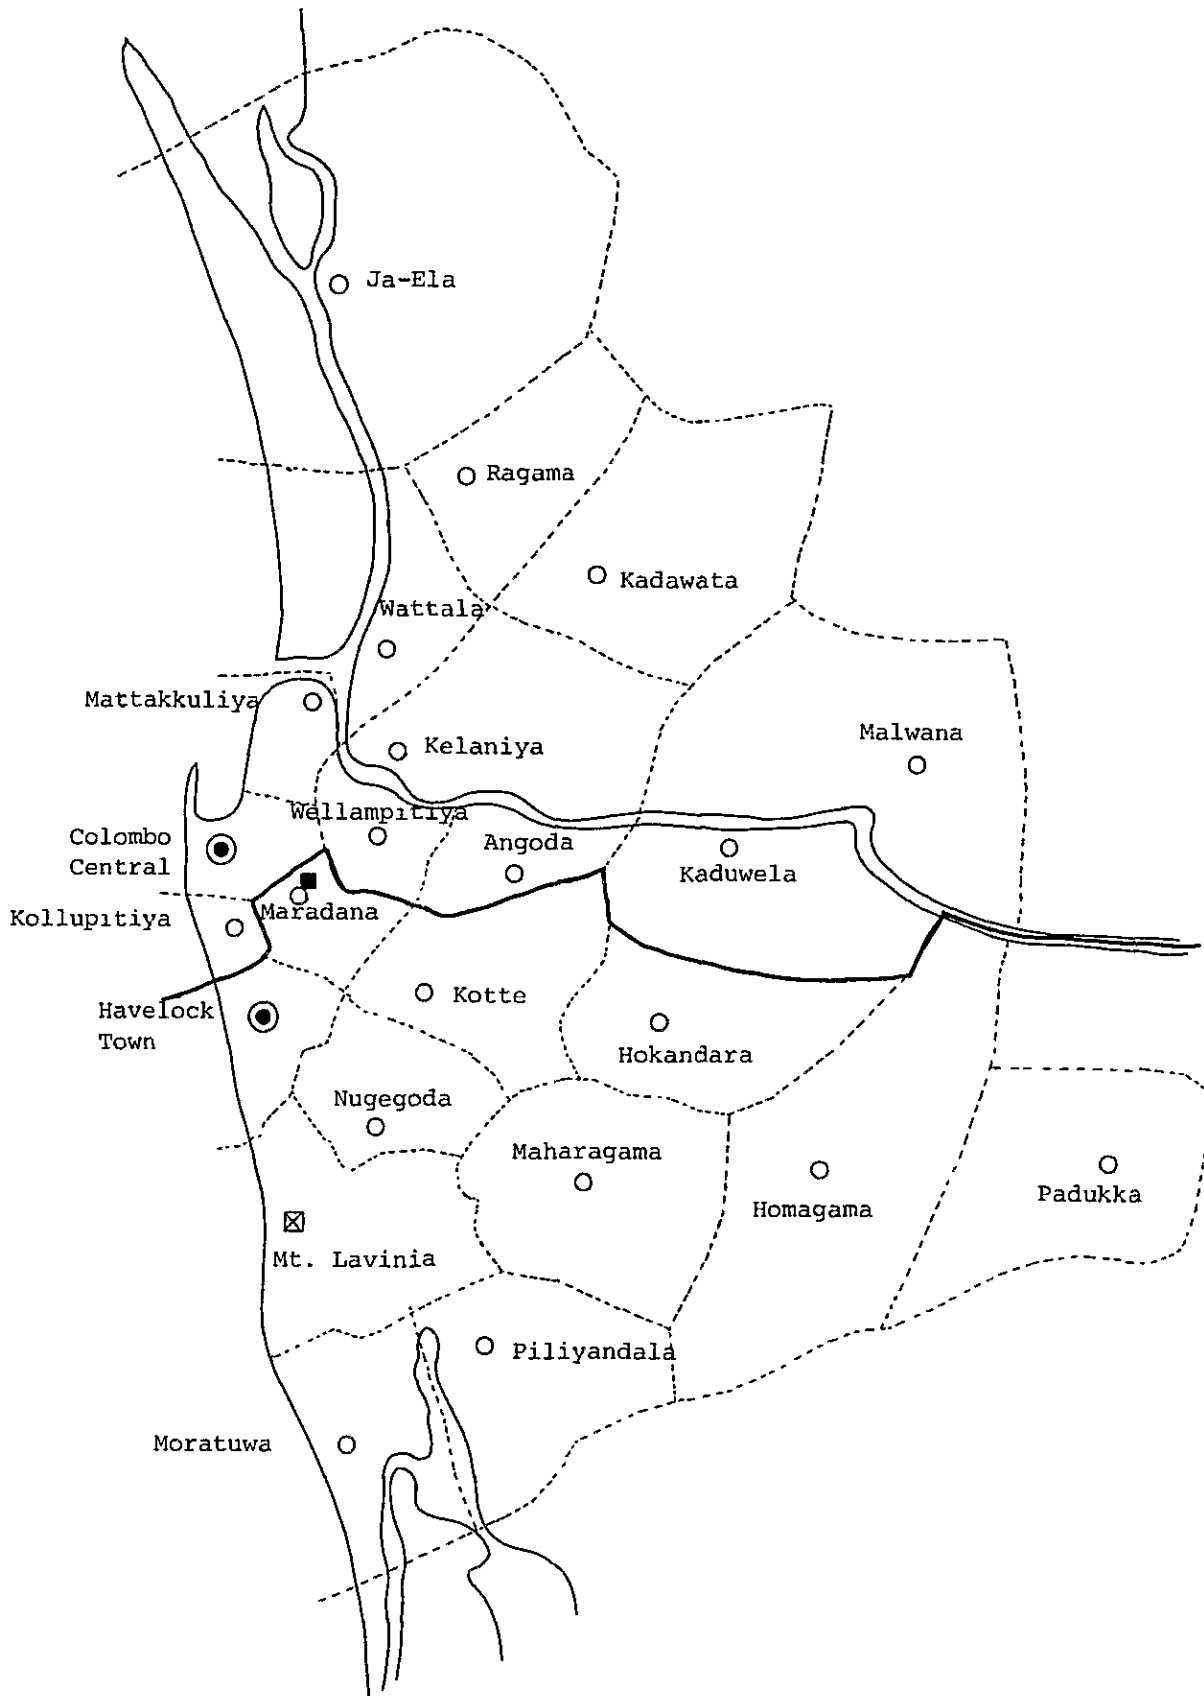 Ja-Ela
Ragama
Kadawata
Wattala
Mattakkuliya
Kelaniya
Malwana
Wellampitiya
Colombo
Central
Angoda
Kaduwela
Kollupitiya
Maradana
Kotte
Havelock
Town
Hokandara
Nugegoda
Maharagama
Padukka
Homagama
Mt. Lavinia
Piliyandala
Moratuwa